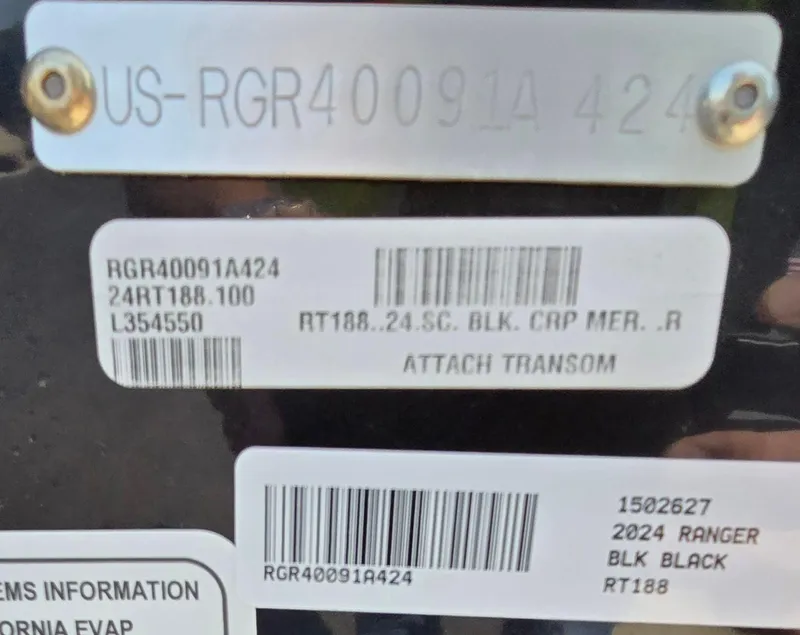 US-RGR40091A 424
RGR40091A424
24RT188.100
L354550
RT188..24.SC. BLK. CRP MER. .R
ATTACH TRANSOM
RGR40091A424
1502627
2024 RANGER
BLK BLACK
RT188
EMS INFORMATION
ORNIA EVAP